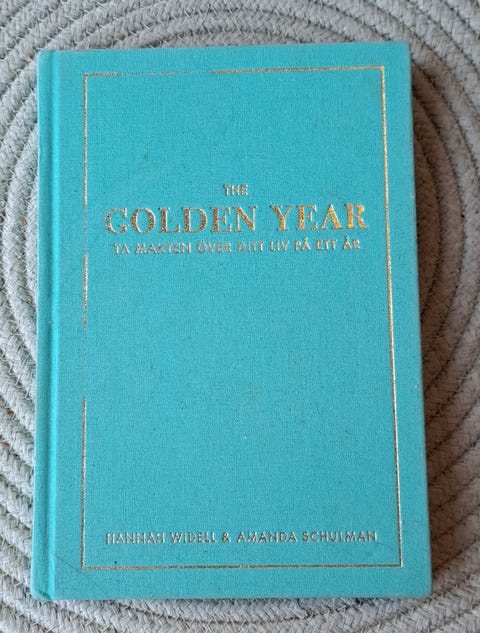 THE
GOLDEN YEAR
TA MAKTEN ÖVER DITT LIV PÅ ETT ÅR
HANNAH WIDELL & AMANDA SCHULMAN